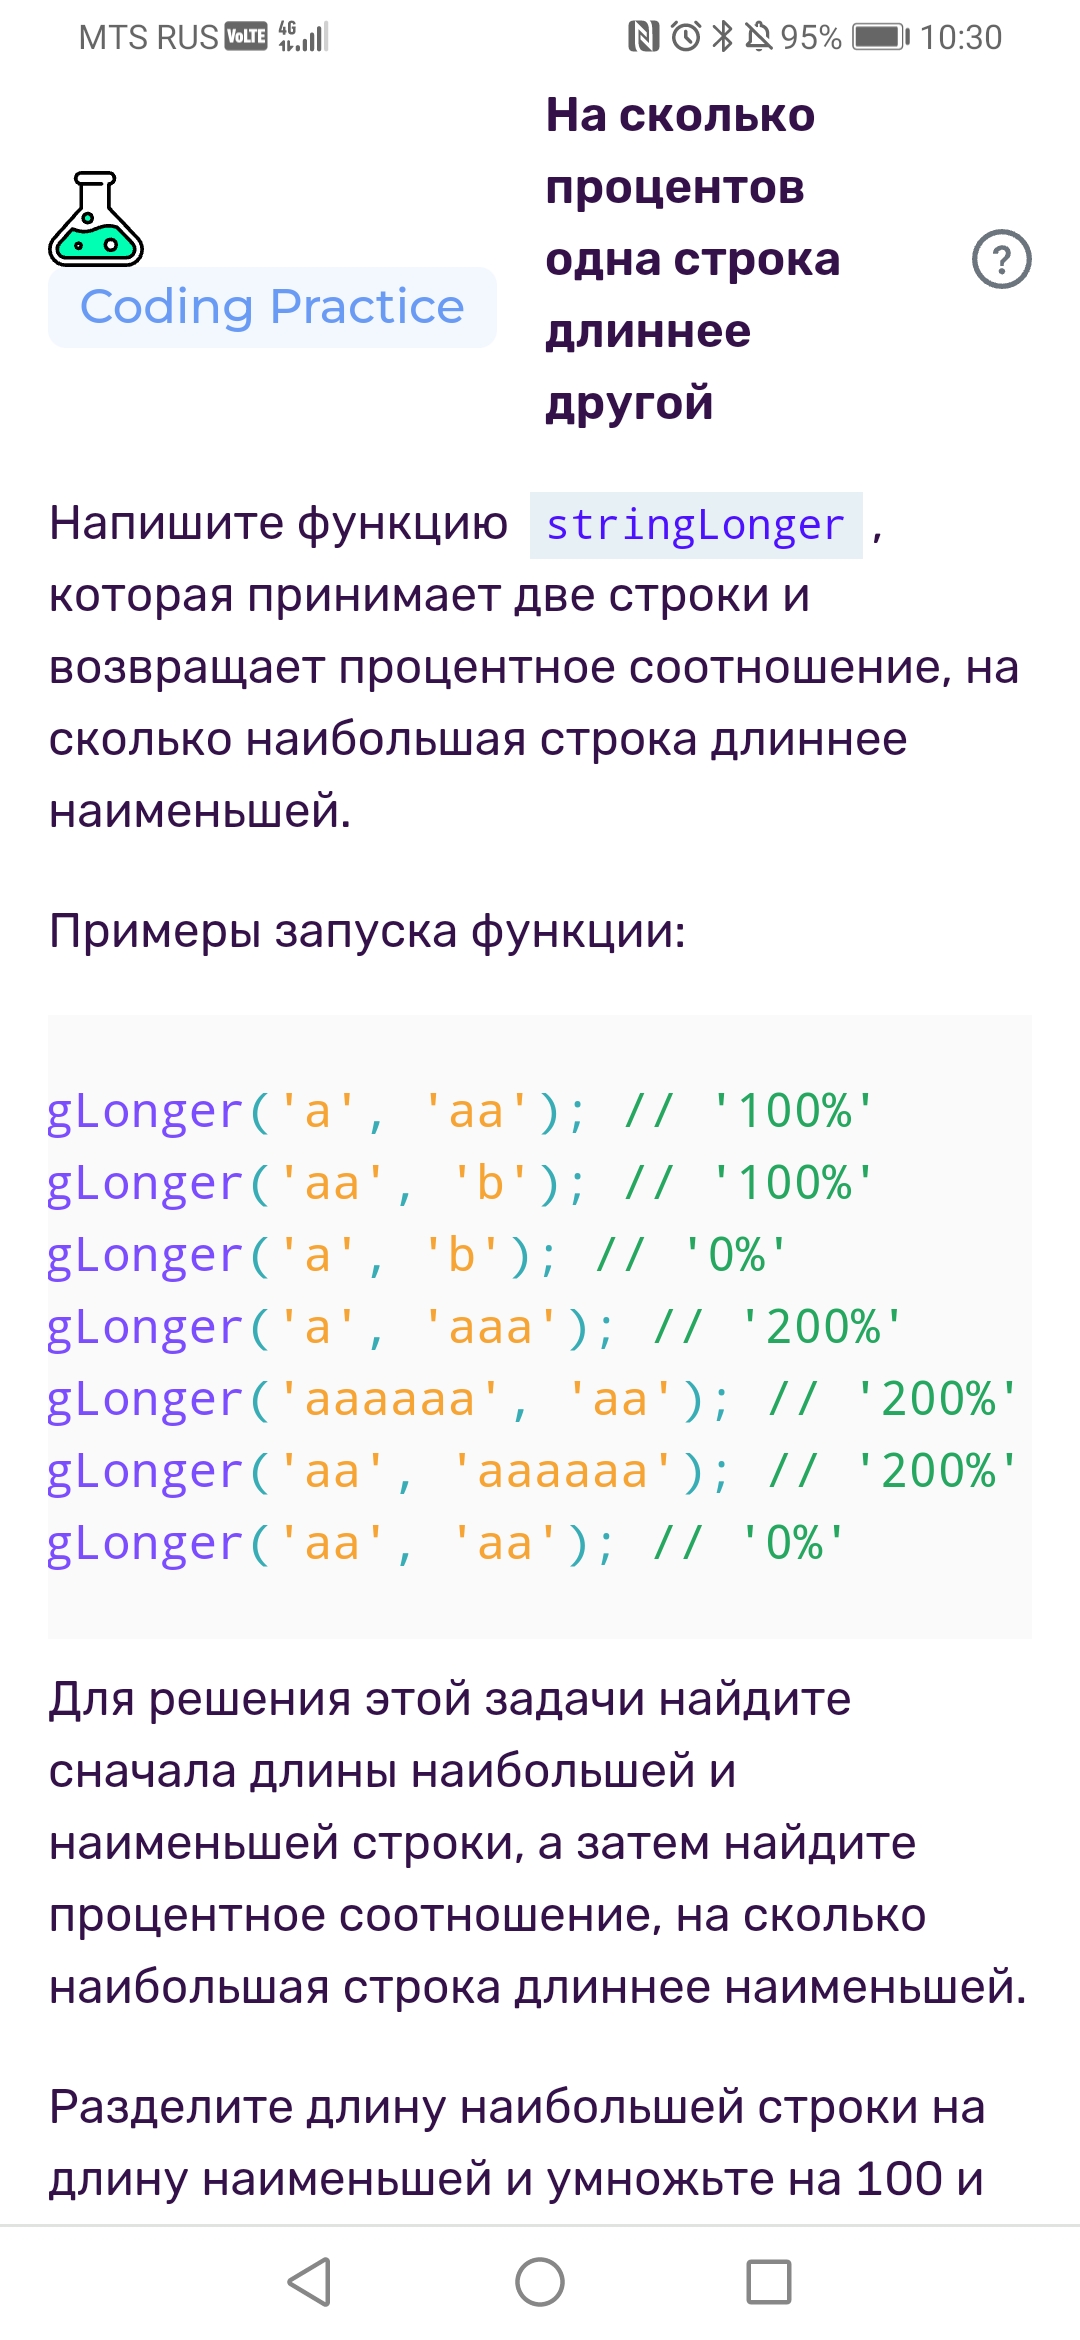 MTS RUS VoLTE 4G 95% 10:30
На сколько
процентов
одна строка
длиннее
другой
Coding Practice
?
Напишите функцию stringLonger ,
которая принимает две строки и
возвращает процентное соотношение, на
сколько наибольшая строка длиннее
наименьшей.
Примеры запуска функции:
gLonger('a', 'aa'); // '100%'
gLonger('aa', 'b'); // '100%'
gLonger('a', 'b'); // '0%'
gLonger('a', 'aaa'); // '200%'
gLonger('aaaaaa', 'aa'); // '200%'
gLonger('aa', 'aaaaaa'); // '200%'
gLonger('aa', 'aa'); // '0%'
Для решения этой задачи найдите
сначала длины наибольшей и
наименьшей строки, а затем найдите
процентное соотношение, на сколько
наибольшая строка длиннее наименьшей.
Разделите длину наибольшей строки на
длину наименьшей и умножьте на 100 и